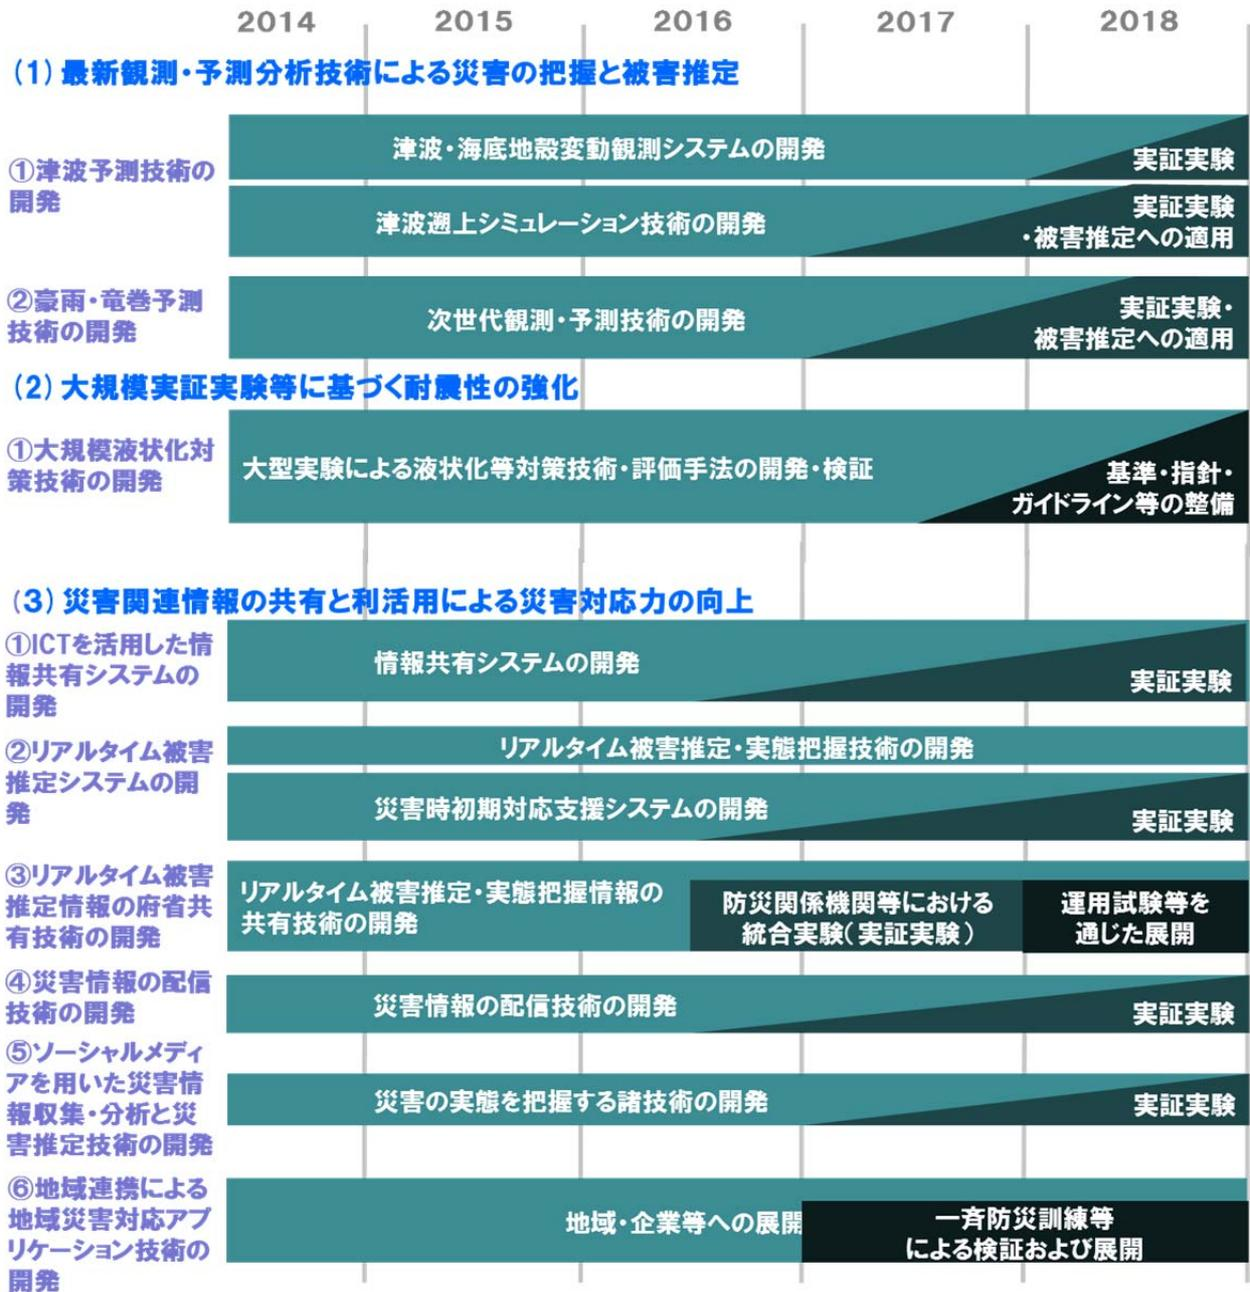 2014 2015 2016 2017 2018
(1)最新観測・予測分析技術による災害の把握と被害推定
①津波予測技術の
開発
津波・海底地殻変動観測システムの開発
実証実験
津波遡上シミュレーション技術の開発
実証実験
・被害推定への適用
②豪雨・竜巻予測
技術の開発
次世代観測・予測技術の開発
実証実験・
被害推定への適用
(2)大規模実証実験等に基づく耐震性の強化
①大規模液状化対
策技術の開発
大型実験による液状化等対策技術・評価手法の開発・検証
基準・指針・
ガイドライン等の整備
(3)災害関連情報の共有と利活用による災害対応力の向上
①ICTを活用した情
報共有システムの
開発
情報共有システムの開発
実証実験
②リアルタイム被害
推定システムの開
発
リアルタイム被害推定・実態把握技術の開発
災害時初期対応支援システムの開発
実証実験
③リアルタイム被害
推定情報の府省共
有技術の開発
リアルタイム被害推定・実態把握情報の
共有技術の開発
防災関係機関等における
統合実験(実証実験)
運用試験等を
通じた展開
④災害情報の配信
技術の開発
災害情報の配信技術の開発
実証実験
⑤ソーシャルメディ
アを用いた災害情
報収集・分析と災
害推定技術の開発
災害の実態を把握する諸技術の開発
実証実験
⑥地域連携による
地域災害対応アプ
リケーション技術の
開発
地域・企業等への展開
一斉防災訓練等
による検証および展開